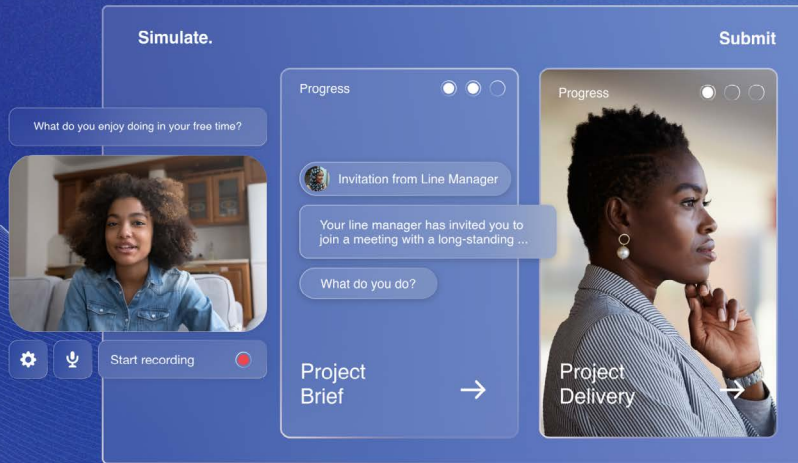 Simulate.
Submit
What do you enjoy doing in your free time?
Start recording
Progress
Invitation from Line Manager
Your line manager has invited you to
join a meeting with a long-standing ...
What do you do?
Project
Brief
Progress
Project
Delivery